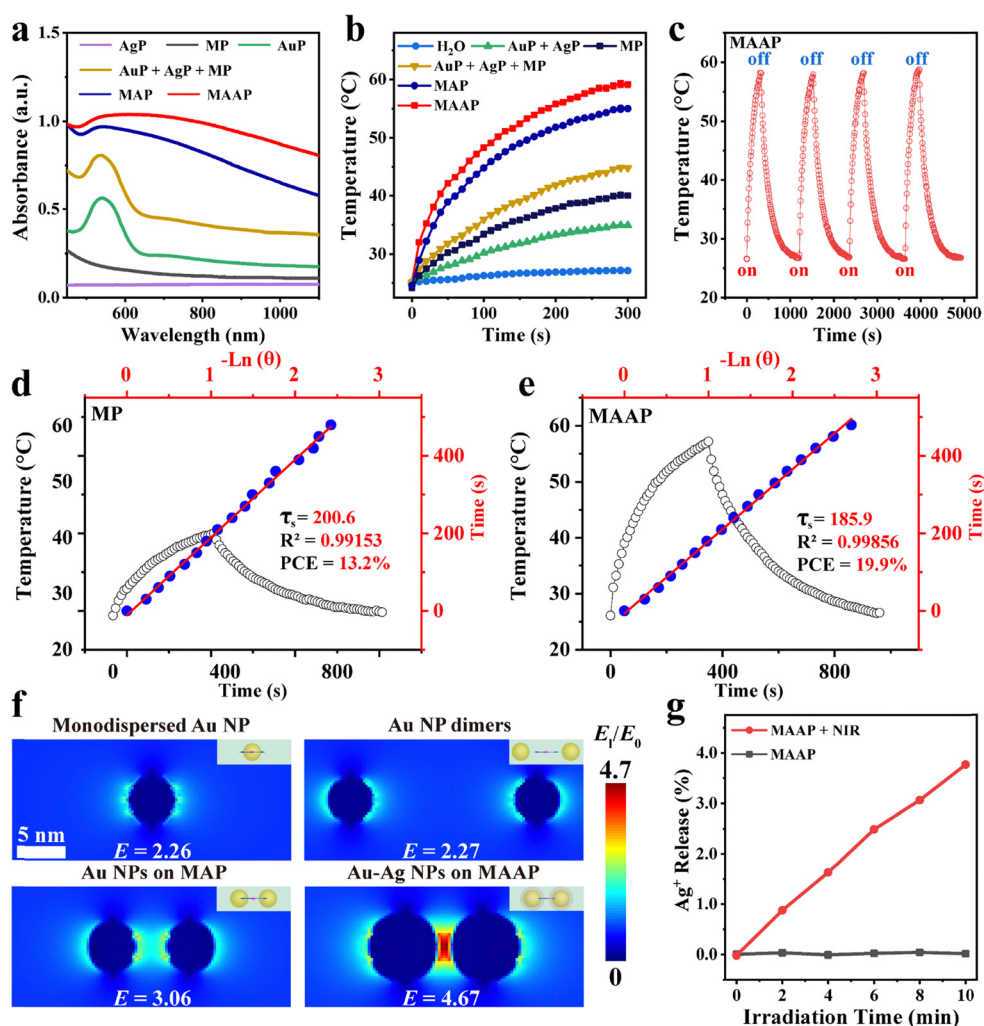 a
AgP MP AuP
AuP + AgP + MP
MAP MAAP
Absorbance (a.u.)
1.5
1.0
0.5
0.0
600 800 1000
Wavelength (nm)
b
H₂O AuP + AgP MP
AuP + AgP + MP
MAP
MAAP
Temperature (°C)
60
50
40
30
0 100 200 300
Time (s)
c
MAAP
off off off off
Temperature (°C)
70
60
50
40
30
20
on on on on
0 1000 2000 3000 4000 5000
Time (s)
d
-Ln (θ)
0 1 2 3
MP
Temperature (°C)
60
50
40
30
20
τs = 200.6
R² = 0.99153
PCE = 13.2%
400
200
0
Time (s)
0 400 800
Time (s)
e
-Ln (θ)
0 1 2 3
MAAP
Temperature (°C)
60
50
40
30
20
τs = 185.9
R² = 0.99856
PCE = 19.9%
400
200
0
Time (s)
0 400 800
Time (s)
f
Monodispersed Au NP
5 nm
E = 2.26
Au NP dimers
E = 2.27
Au NPs on MAP
E = 3.06
Au-Ag NPs on MAAP
E = 4.67
E₁/E₀
4.7
0
g
MAAP + NIR
MAAP
Ag⁺ Release (%)
4.0
3.0
2.0
1.0
0.0
0 2 4 6 8 10
Irradiation Time (min)